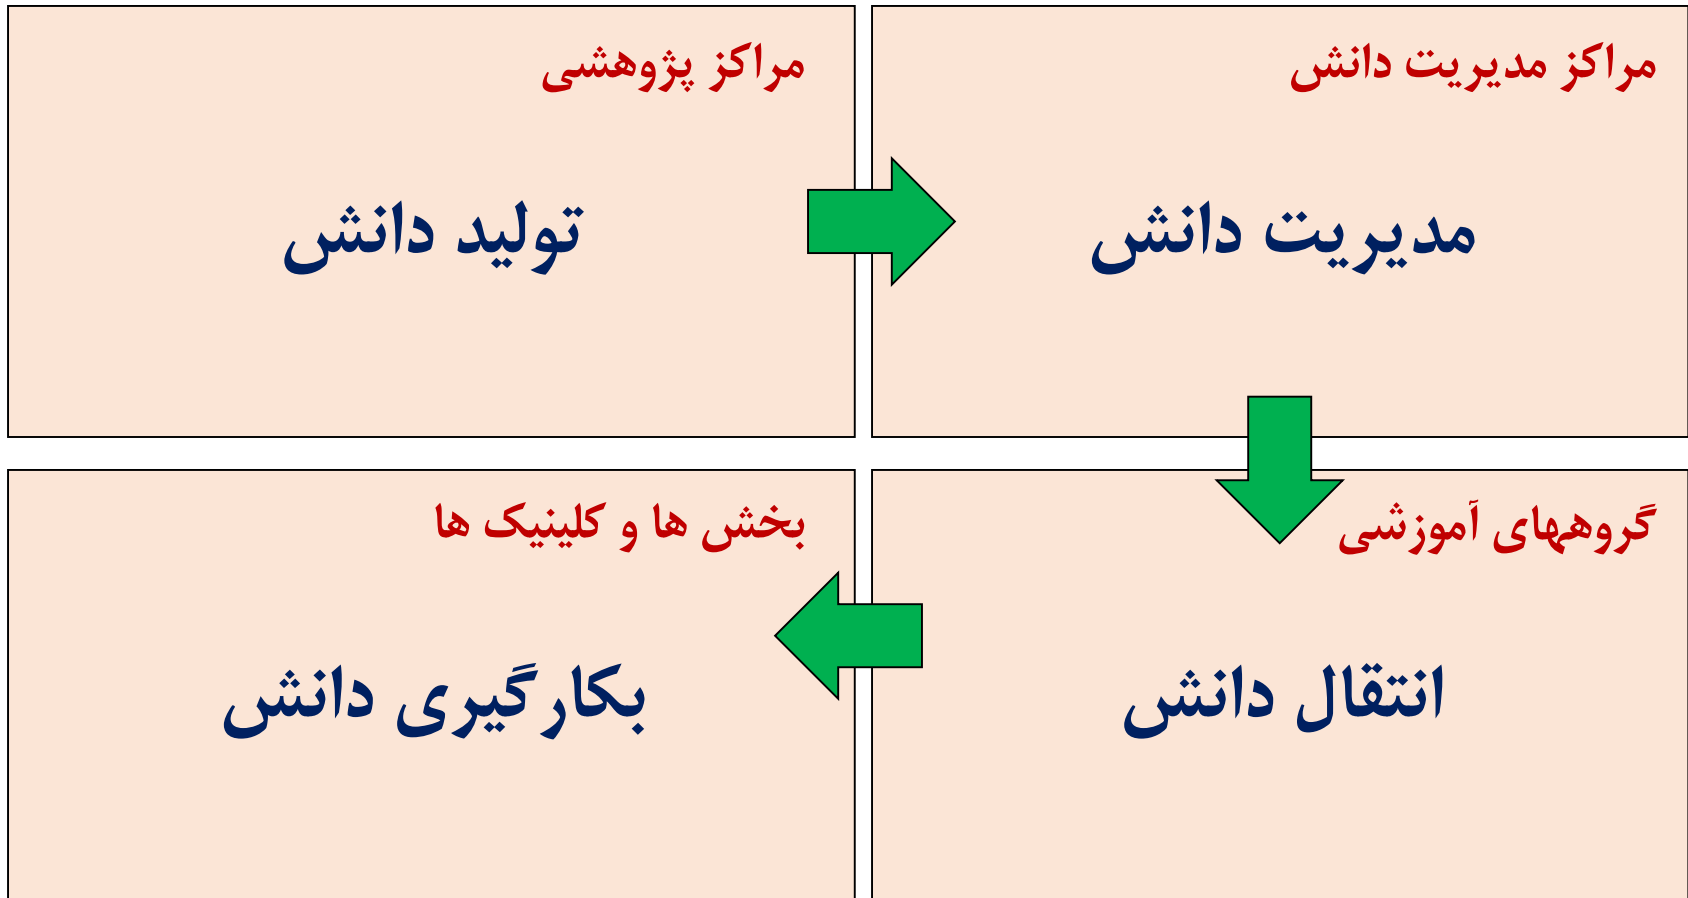 مراکز پژوهشی
تولید دانش
مراکز مدیریت دانش
مدیریت دانش
گروههای آموزشی
انتقال دانش
بخش ها و کلینیک ها
بکارگیری دانش